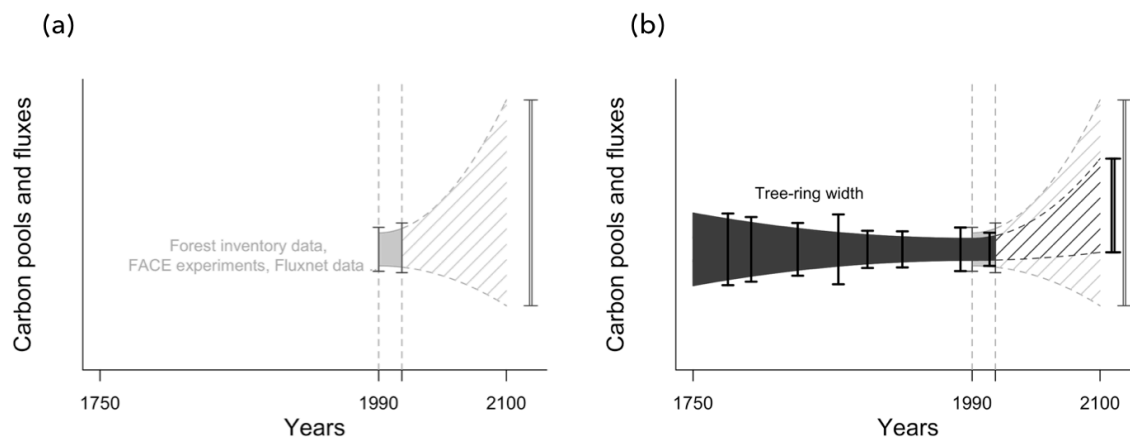 (a)
Carbon pools and fluxes
Forest inventory data,
FACE experiments, Fluxnet data
1750
1990
2100
Years
(b)
Carbon pools and fluxes
Tree-ring width
1750
1990
2100
Years